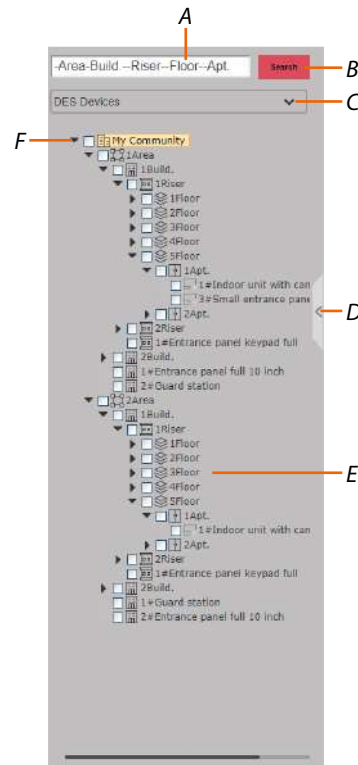 A
-Area-Build.--Riser--Floor--Apt.
Search
B
DES Devices
C
F
My Community
1Area
1Build.
1Riser
1Floor
2Floor
3Floor
4Floor
5Floor
1Apt.
1#Indoor unit with can
3#Small entrance pane
D
2Apt.
2Riser
1#Entrance panel keypad full
2Build.
1#Entrance panel full 10 inch
2#Guard station
2Area
1Build.
1Riser
1Floor
2Floor
3Floor
E
4Floor
5Floor
1Apt.
1#Indoor unit with can
2Apt.
2Riser
1#Entrance panel keypad full
2Build.
1#Guard station
2#Entrance panel full 10 inch